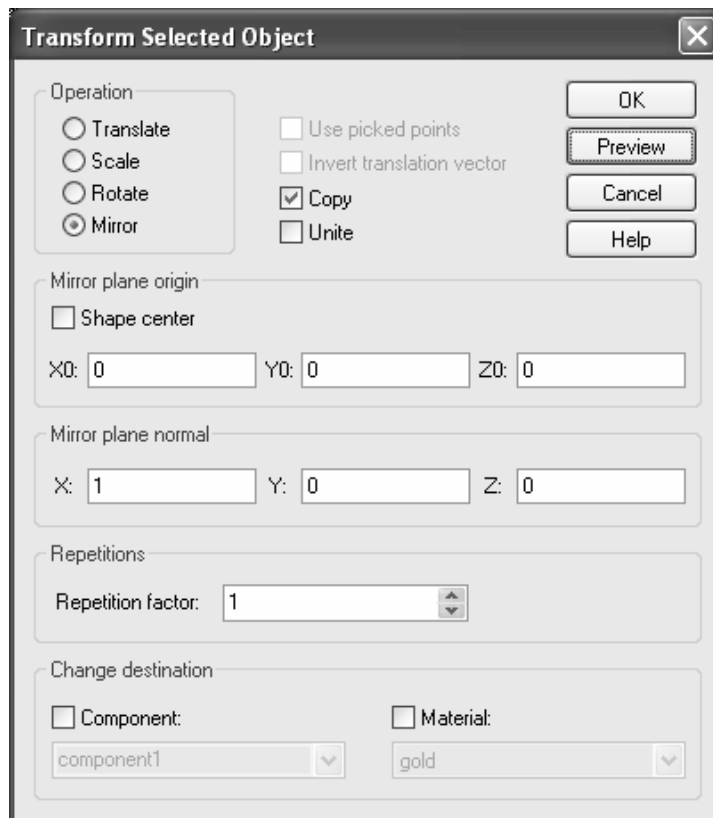 Transform Selected Object
Operation
Translate
Scale
Rotate
Mirror
Use picked points
Invert translation vector
Copy
Unite
OK
Preview
Cancel
Help
Mirror plane origin
Shape center
X0: 0 Y0: 0 Z0: 0
Mirror plane normal
X: 1 Y: 0 Z: 0
Repetitions
Repetition factor: 1
Change destination
Component: Material:
component1 gold